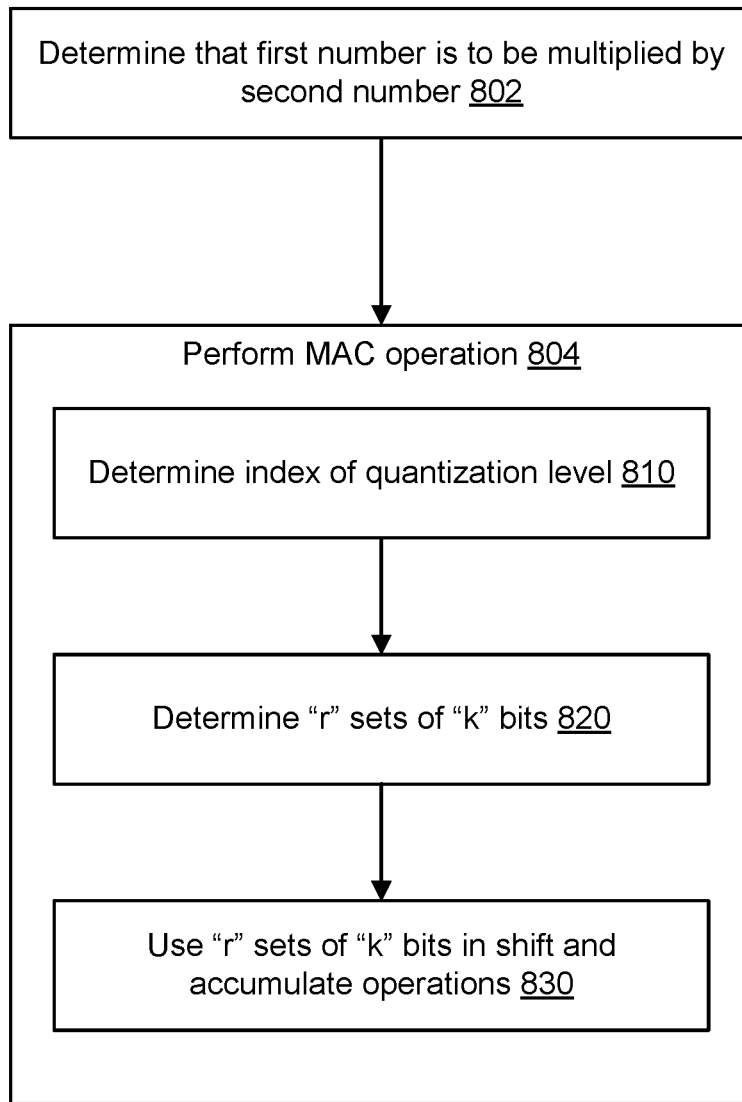 Determine that first number is to be multiplied by
second number 802
Perform MAC operation 804
Determine index of quantization level 810
Determine “r” sets of “k” bits 820
Use “r” sets of “k” bits in shift and
accumulate operations 830